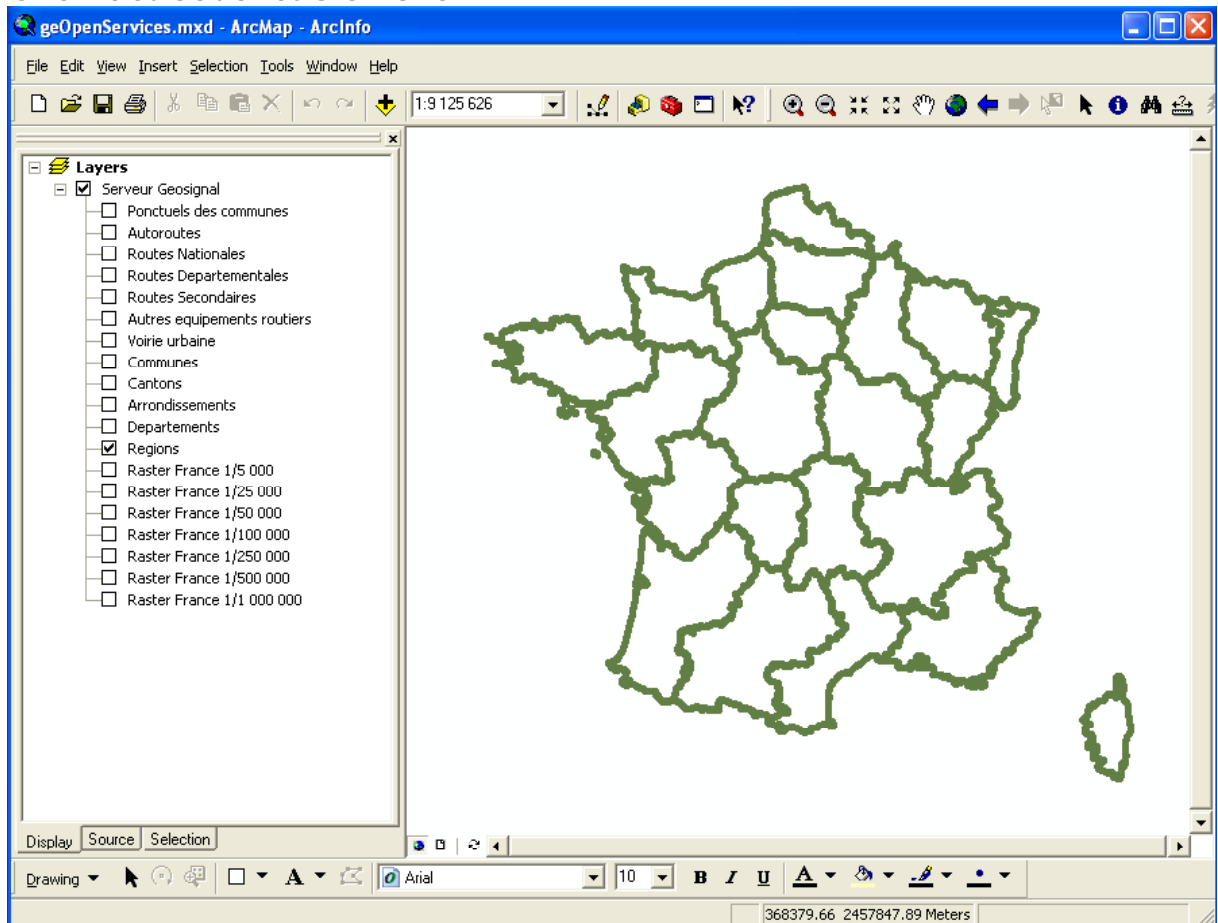 geOpenServices.mxd - ArcMap - ArcInfo
File Edit View Insert Selection Tools Window Help
1:9 125 626
Layers
Serveur Geosignal
Ponctuels des communes
Autoroutes
Routes Nationales
Routes Departementales
Routes Secondaires
Autres equipements routiers
Voirie urbaine
Communes
Cantons
Arrondissements
Departements
Regions
Raster France 1/5 000
Raster France 1/25 000
Raster France 1/50 000
Raster France 1/100 000
Raster France 1/250 000
Raster France 1/500 000
Raster France 1/1 000 000
Display Source Selection
Drawing A Arial 10 B I U A
368379.66 2457847.89 Meters